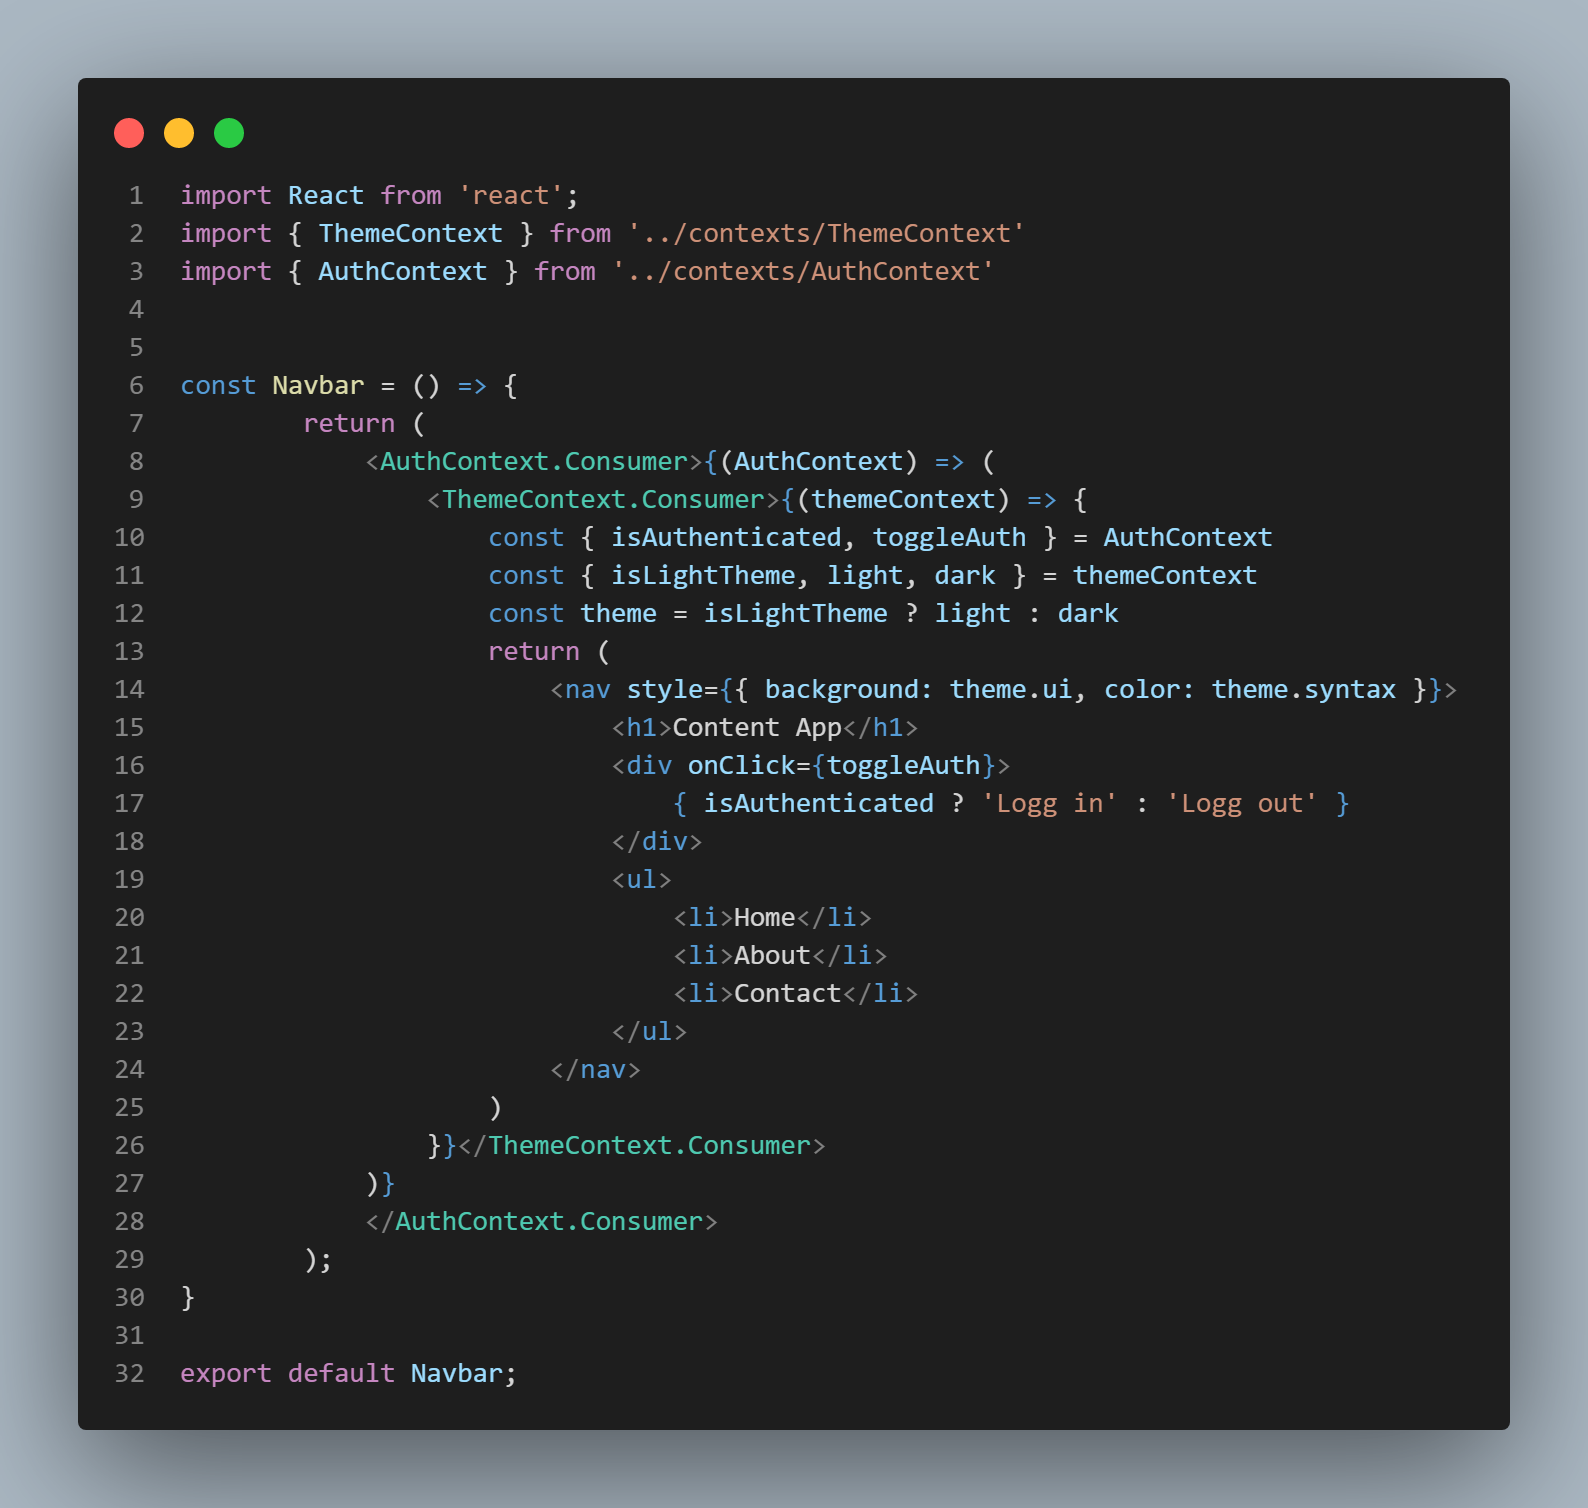 1 import React from 'react';
2 import { ThemeContext } from '../contexts/ThemeContext'
3 import { AuthContext } from '../contexts/AuthContext'
4
5
6 const Navbar = () => {
7         return (
8             <AuthContext.Consumer>{(AuthContext) => (
9                 <ThemeContext.Consumer>{(themeContext) => {
10                     const { isAuthenticated, toggleAuth } = AuthContext
11                     const { isLightTheme, light, dark } = themeContext
12                     const theme = isLightTheme ? light : dark
13                     return (
14                         <nav style={{ background: theme.ui, color: theme.syntax }}>
15                             <h1>Content App</h1>
16                             <div onClick={toggleAuth}>
17                                 { isAuthenticated ? 'Logg in' : 'Logg out' }
18                             </div>
19                             <ul>
20                                 <li>Home</li>
21                                 <li>About</li>
22                                 <li>Contact</li>
23                             </ul>
24                         </nav>
25                     )
26                 }}</ThemeContext.Consumer>
27             )}
28             </AuthContext.Consumer>
29         );
30 }
31
32 export default Navbar;